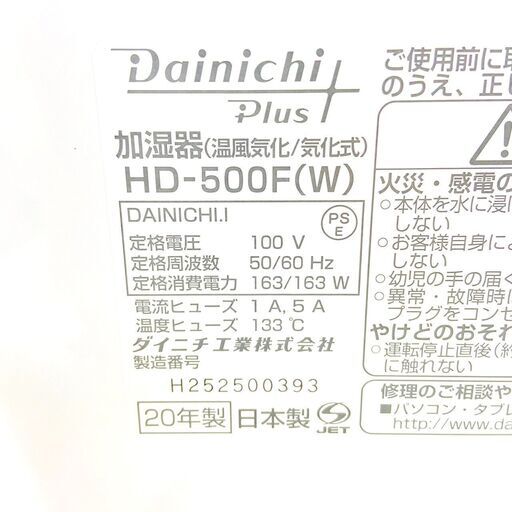 Dainichi
Plus
加湿器(温風気化/気化式)
HD-500F(W)
DAINICHI.I
定格電圧 100 V
定格周波数 50/60 Hz
定格消費電力 163/163 W
PS
E
電流ヒューズ 1 A, 5 A
温度ヒューズ 133 ℃
ダイニチ工業株式会社
製造番号
H252500393
20年製 日本製 S JET
ご使用前に取
のうえ、正し
火災・感電の
○本体を水に浸け
しない
○お客様自身によ
しない
○幼児の手の届く
○異常・故障時に
プラグをコンセ
やけどのおそれ
○運転停止直後(約
に触れない
修理のご相談や
■パソコン・タブレ
http://www.da